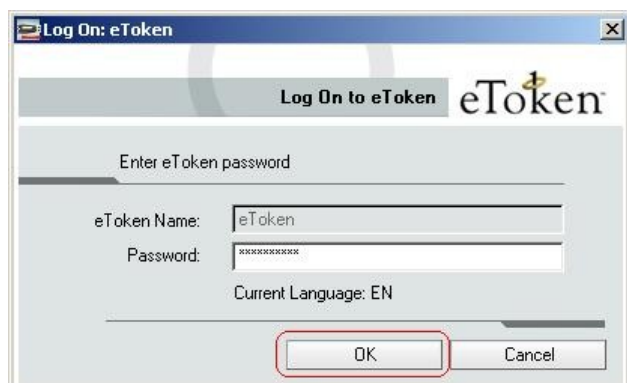 Log On: eToken
Log On to eToken eToken
Enter eToken password
eToken Name: eToken
Password: **********
Current Language: EN
OK Cancel